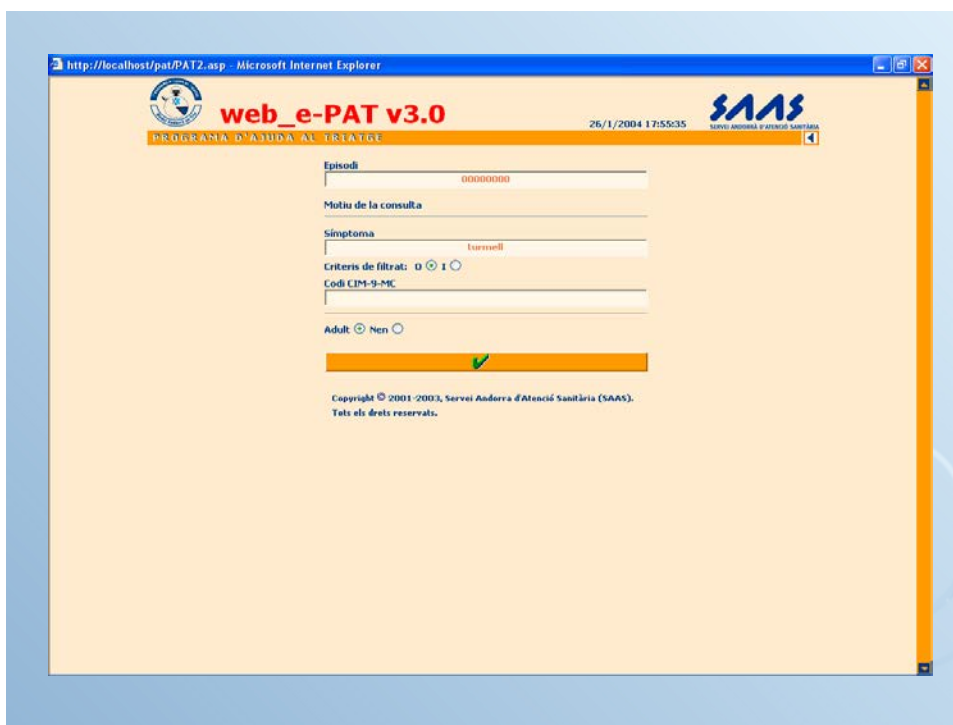 http://localhost/pat/PAT2.asp - Microsoft Internet Explorer
web_e-PAT v3.0
26/1/2004 17:55:35
SAAS
SERVEI ANDORRÀ D'ATENCIÓ SANITÀRIA
PROGRAMA D'AJUDA AL TRIATGE
Episodi
00000000
Motiu de la consulta
Símptoma
turmell
Criteris de filtrat: O I
Codi CIM-9-MC
Adult Nen
Copyright © 2001-2003, Servei Andorra d'Atenció Sanitària (SAAS).
Tots els drets reservats.